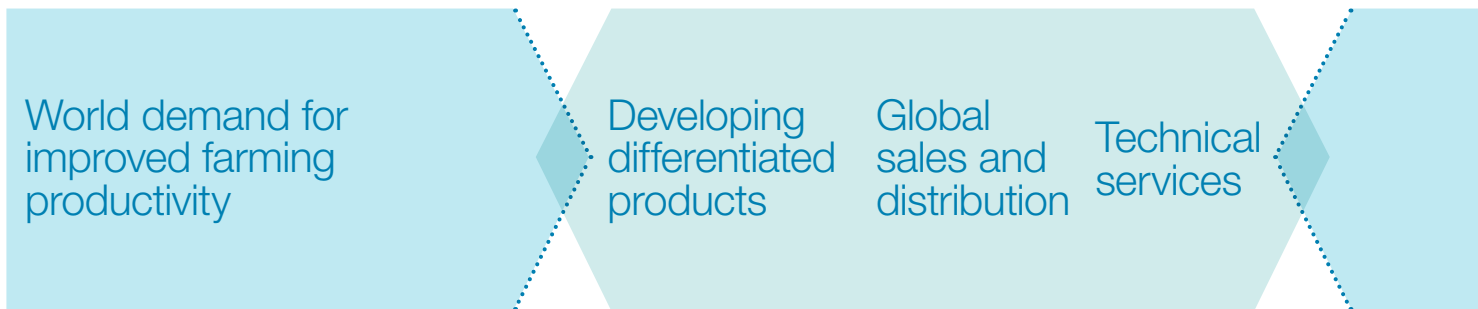 World demand for
improved farming
productivity
Developing
differentiated
products
Global
sales and
distribution
Technical
services